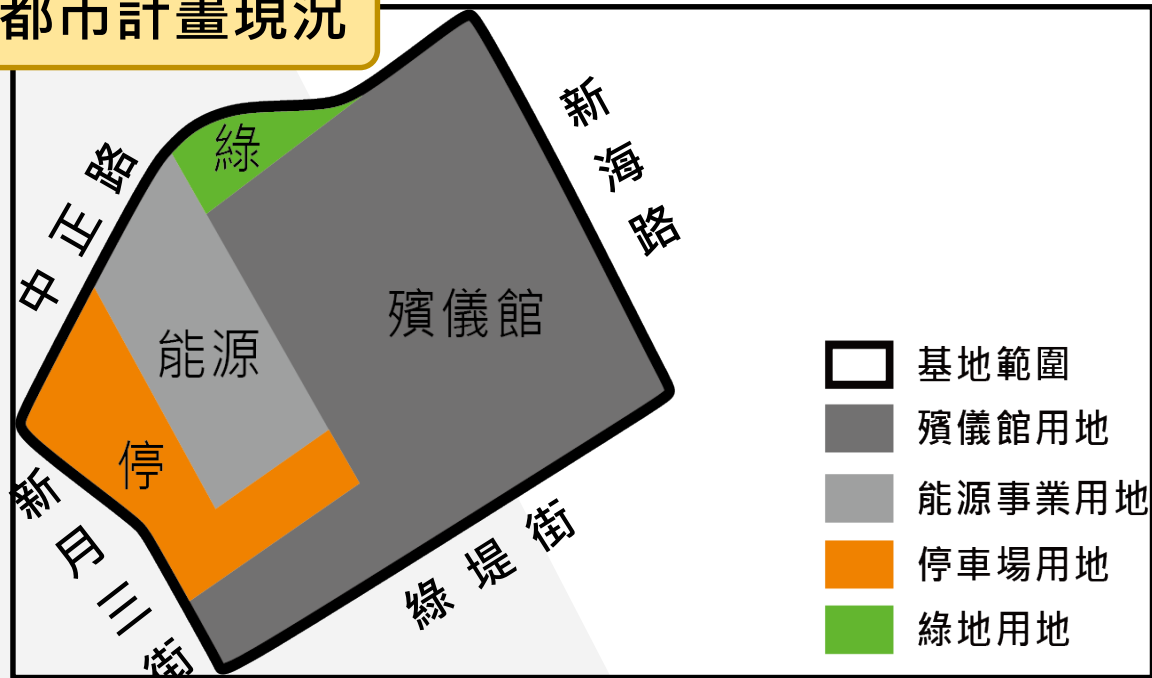 都市計畫現況
綠
中正路
新海路
殯儀館
能源
停
新月三街
綠堤街
基地範圍
殯儀館用地
能源事業用地
停車場用地
綠地用地